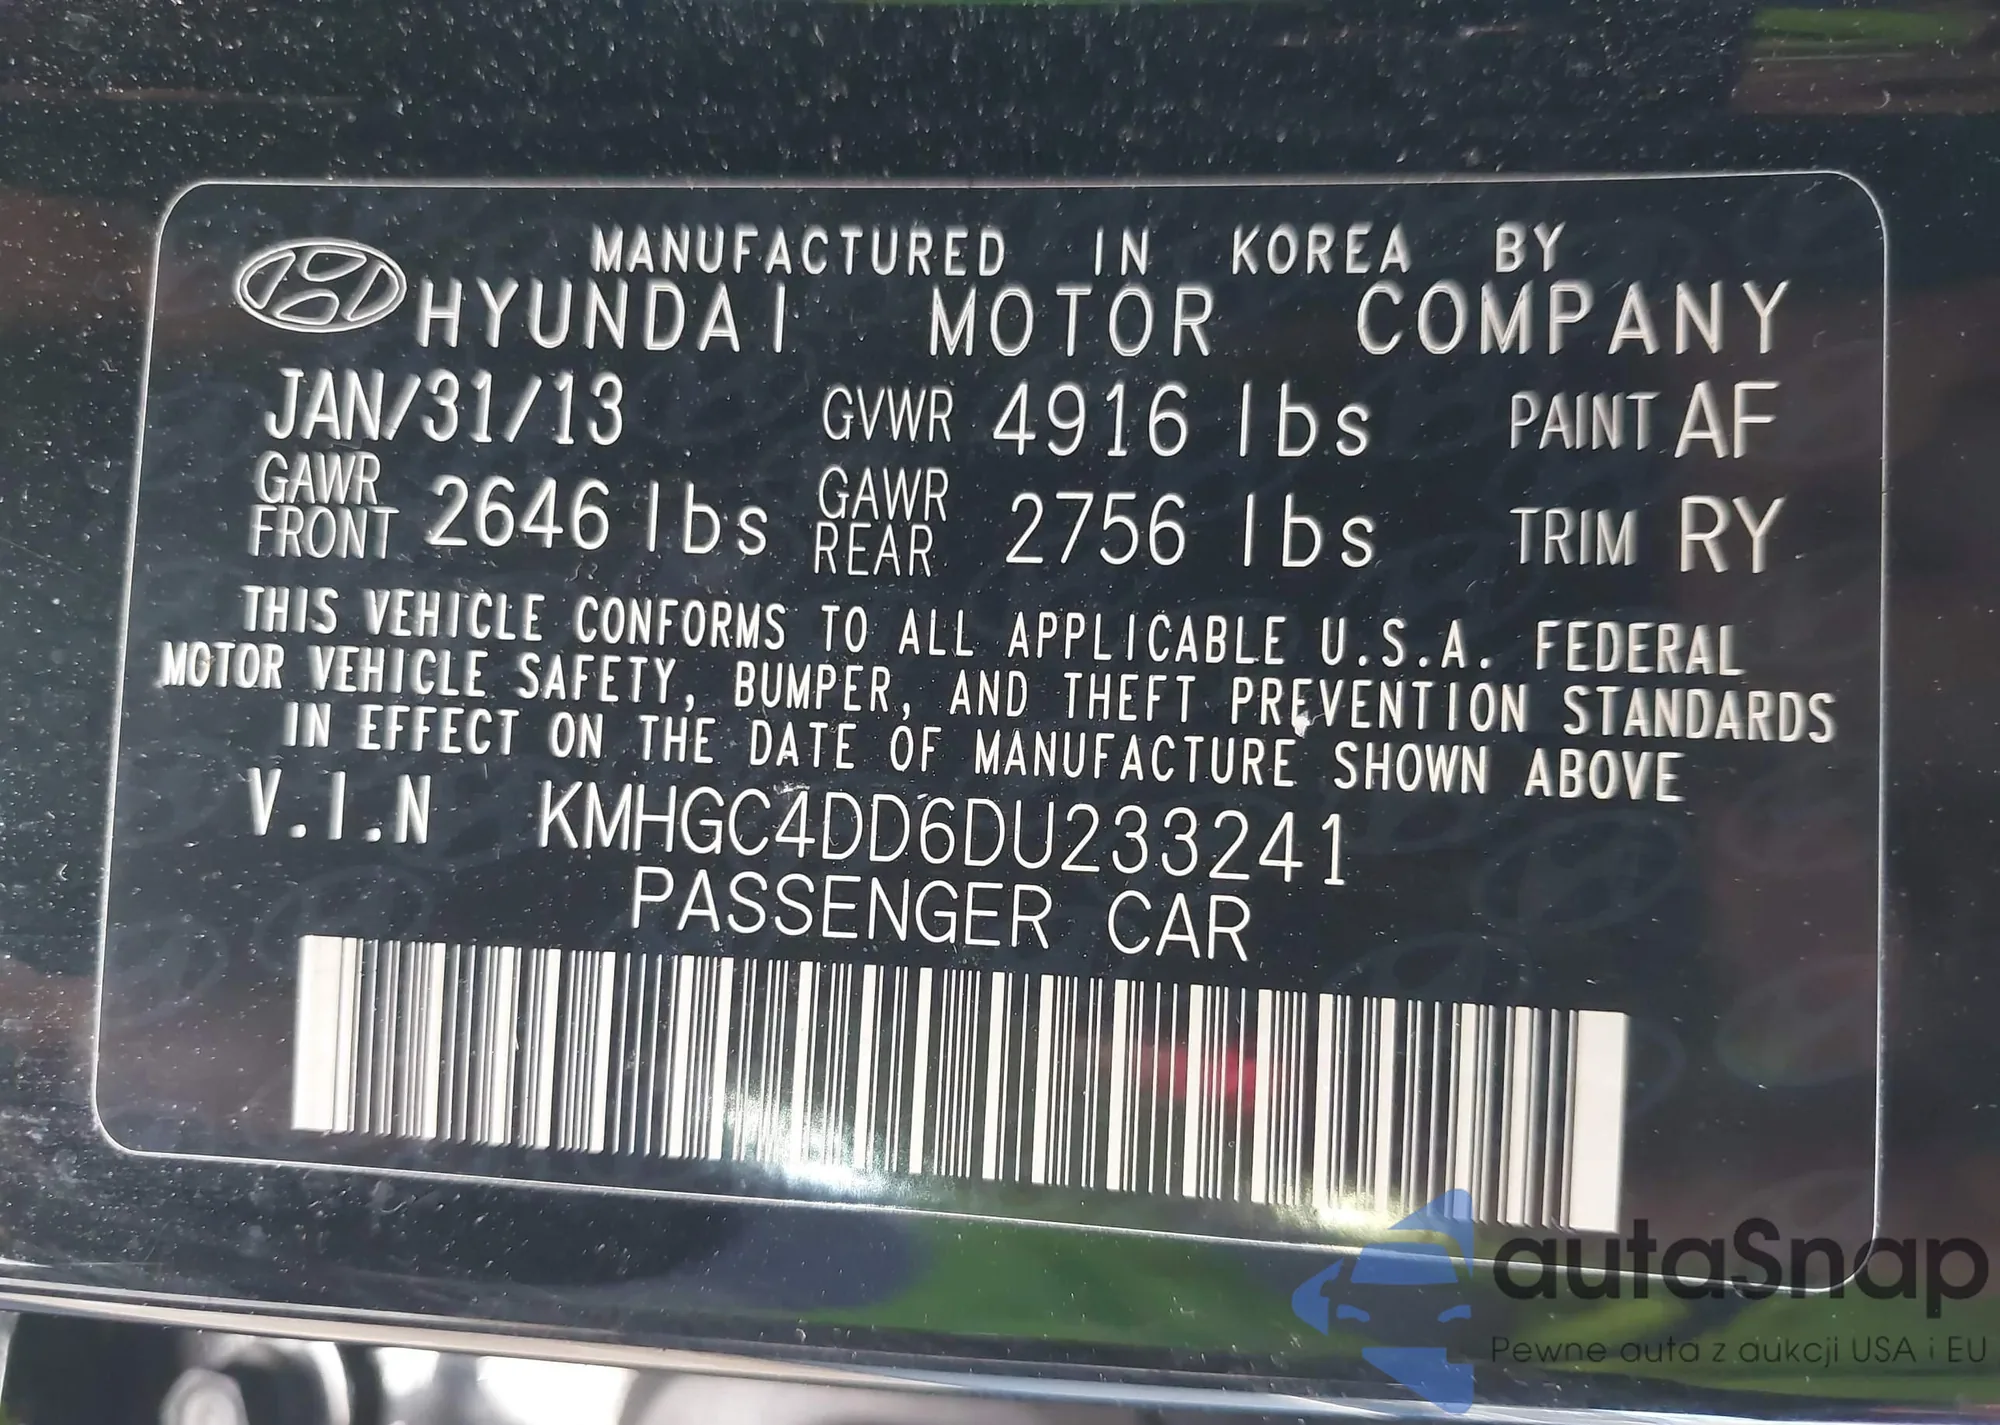 MANUFACTURED IN KOREA BY
HYUNDAI MOTOR COMPANY
JAN/31/13 GVWR 4916 lbs PAINT AF
GAWR FRONT 2646 lbs GAWR REAR 2756 lbs TRIM RY
THIS VEHICLE CONFORMS TO ALL APPLICABLE U.S.A. FEDERAL
MOTOR VEHICLE SAFETY, BUMPER, AND THEFT PREVENTION STANDARDS
IN EFFECT ON THE DATE OF MANUFACTURE SHOWN ABOVE
V.I.N KMHGC4DD6DU233241
PASSENGER CAR
autaSnap
Pewne auta z aukcji USA i EU